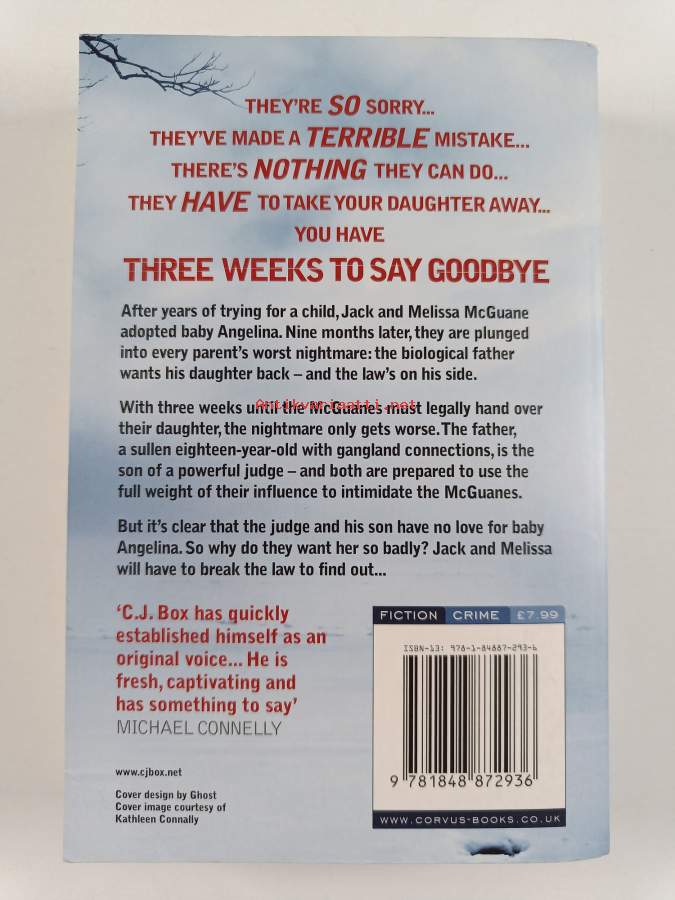 THEY'RE SO SORRY...
THEY'VE MADE A TERRIBLE MISTAKE...
THERE'S NOTHING THEY CAN DO...
THEY HAVE TO TAKE YOUR DAUGHTER AWAY...
YOU HAVE
THREE WEEKS TO SAY GOODBYE
After years of trying for a child, Jack and Melissa McGuane
adopted baby Angelina. Nine months later, they are plunged
into every parent's worst nightmare: the biological father
wants his daughter back – and the law's on his side.
With three weeks until the McGuanes must legally hand over
Antikvariaatti.net
their daughter, the nightmare only gets worse. The father,
a sullen eighteen-year-old with gangland connections, is the
son of a powerful judge – and both are prepared to use the
full weight of their influence to intimidate the McGuanes.
But it's clear that the judge and his son have no love for baby
Angelina. So why do they want her so badly? Jack and Melissa
will have to break the law to find out...
'C.J. Box has quickly
established himself as an
original voice... He is
fresh, captivating and
has something to say'
MICHAEL CONNELLY
www.cjbox.net
Cover design by Ghost
Cover image courtesy of
Kathleen Connally
FICTION CRIME £7.99
ISBN-13: 978-1-84887-293-6
9 781848 872936
WWW.CORVUS-BOOKS.CO.UK